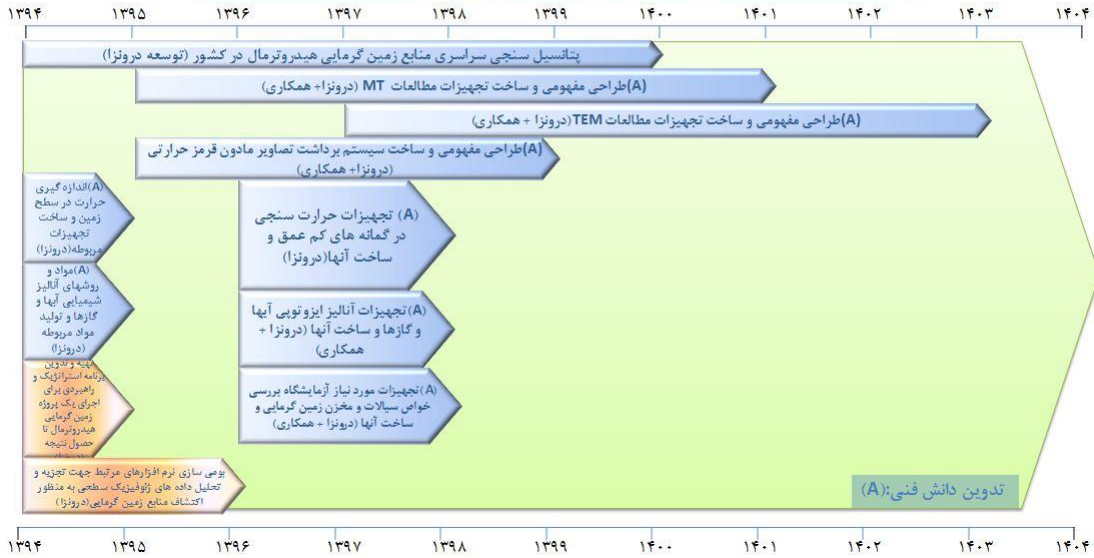 ۱۳۹۴ ۱۳۹۵ ۱۳۹۶ ۱۳۹۷ ۱۳۹۸ ۱۳۹۹ ۱۴۰۰ ۱۴۰۱ ۱۴۰۲ ۱۴۰۳ ۱۴۰۴
پتانسیل سنجی سراسری منابع زمین گرمایی هیدروترمال در کشور (توسعه درونزا)
(A)طراحی مفهومی و ساخت تجهیزات مطالعات MT (درونزا+ همکاری)
(A)طراحی مفهومی و ساخت تجهیزات مطالعات TEM(درونزا + همکاری)
(A)طراحی مفهومی و ساخت سیستم برداشت تصاویر مادون قرمز حرارتی
(درونزا+ همکاری)
(A)اندازه گیری
حرارت در سطح
زمین و ساخت
تجهیزات
مربوطه(درونزا)
(A) تجهیزات حرارت سنجی
در گمانه های کم عمق و
ساخت آنها(درونزا)
(A)مواد و
روشهای آنالیز
شیمیایی آبها و
گازها و تولید
مواد مربوطه
(درونزا)
(A)تجهیزات آنالیز ایزوتوپی آبها
و گازها و ساخت آنها (درونزا +
همکاری)
تهیه و تدوین
برنامه استراتژیک و
راهبردی برای
اجرای یک پروژه
زمین گرمایی
هیدروترمال تا
حصول نتیجه
(A)تجهیزات مورد نیاز آزمایشگاه بررسی
خواص سیالات و مخزن زمین گرمایی و
ساخت آنها (درونزا + همکاری)
بومی سازی نرم افزارهای مرتبط جهت تجزیه و
تحلیل داده های ژئوفیزیک سطحی به منظور
اکتشاف منابع زمین گرمایی(درونزا)
تدوین دانش فنی:(A)
۱۳۹۴ ۱۳۹۵ ۱۳۹۶ ۱۳۹۷ ۱۳۹۸ ۱۳۹۹ ۱۴۰۰ ۱۴۰۱ ۱۴۰۲ ۱۴۰۳ ۱۴۰۴